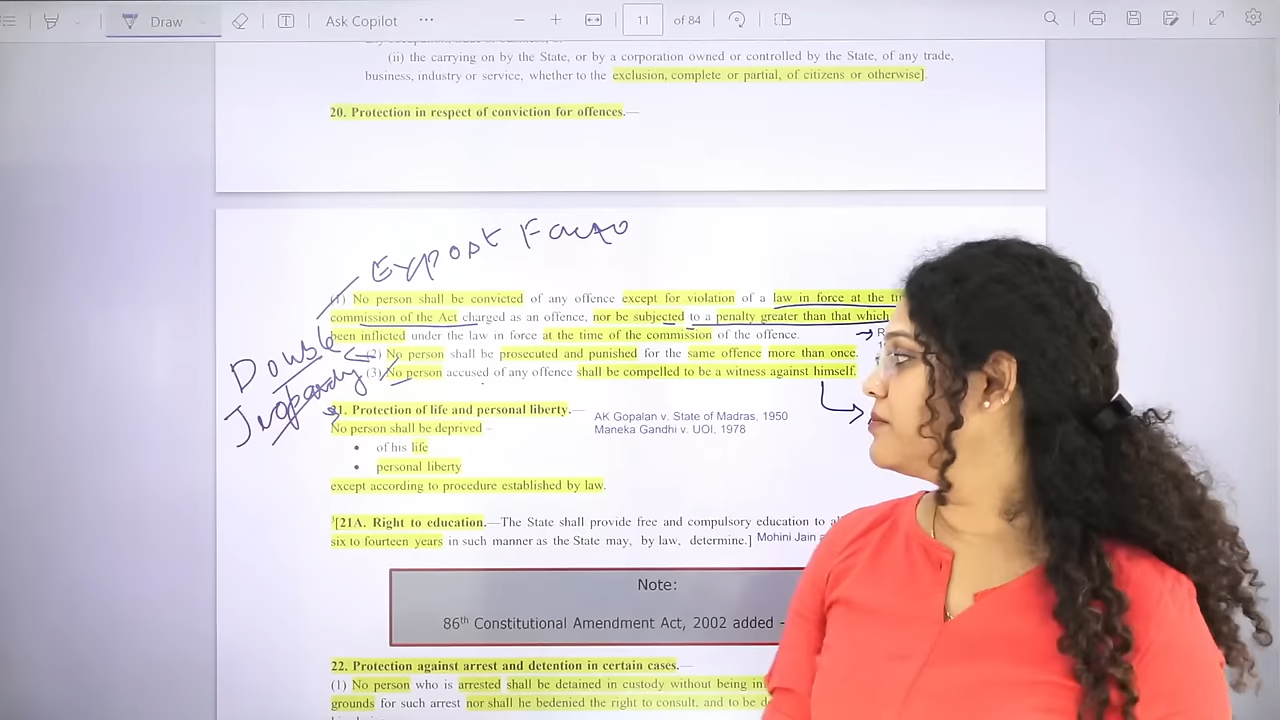 Draw
Ask Copilot
11 of 84
(ii) the carrying on by the State, or by a corporation owned or controlled by the State, of any trade,
business, industry or service, whether to the exclusion, complete or partial, of citizens or otherwise].
20. Protection in respect of conviction for offences.—
Expost Facto
(1) No person shall be convicted of any offence except for violation of a law in force at the
commission of the Act charged as an offence, nor be subjected to a penalty greater than that which
been inflicted under the law in force at the time of the commission of the offence.
Double
Jeopardy
(2) No person shall be prosecuted and punished for the same offence more than once.
(3) No person accused of any offence shall be compelled to be a witness against himself.
21. Protection of life and personal liberty.—
AK Gopalan v. State of Madras, 1950
Maneka Gandhi v. UOI, 1978
No person shall be deprived –
• of his life
• personal liberty
except according to procedure established by law.
³[21A. Right to education.—The State shall provide free and compulsory education to
six to fourteen years in such manner as the State may, by law, determine.] Mohini Jain
Note:
86th Constitutional Amendment Act, 2002 added -
22. Protection against arrest and detention in certain cases.—
(1) No person who is arrested shall be detained in custody without being
grounds for such arrest nor shall he bedenied the right to consult, and to be